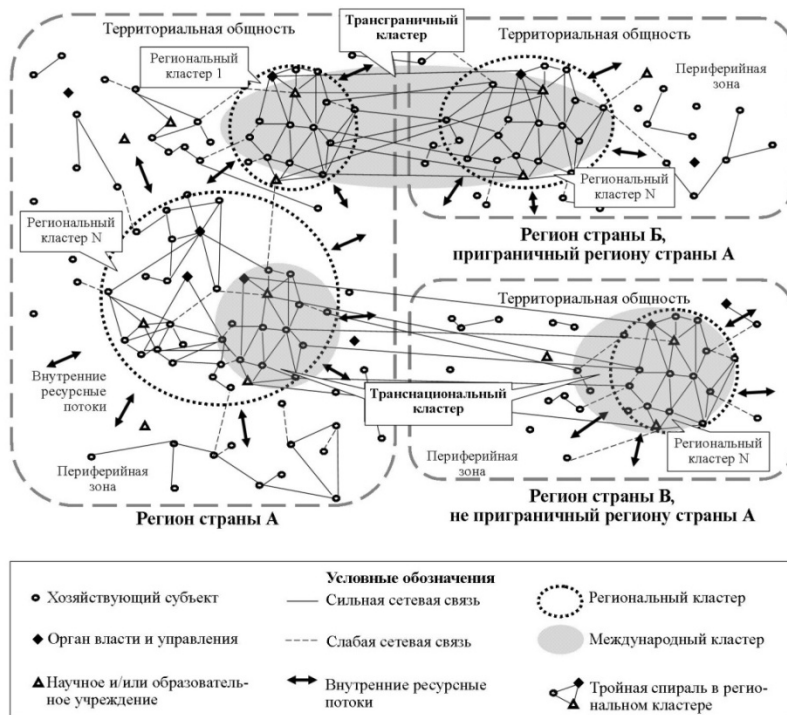 Территориальная общность
Трансграничный
кластер
Территориальная общность
Региональный
кластер 1
Периферийная
зона
Региональный
кластер N
Региональный
кластер N
Регион страны Б,
приграничный региону страны А
Территориальная общность
Внутренние
ресурсные
потоки
Транснациональный
кластер
Региональный
кластер N
Периферийная
зона
Периферийная
зона
Регион страны А
Регион страны В,
не приграничный региону страны А
Условные обозначения
Хозяйствующий субъект
Сильная сетевая связь
Региональный кластер
Орган власти и управления
Слабая сетевая связь
Международный кластер
Научное и/или образователь-
ное учреждение
Внутренние ресурсные
потоки
Тройная спираль в регио-
нальном кластере